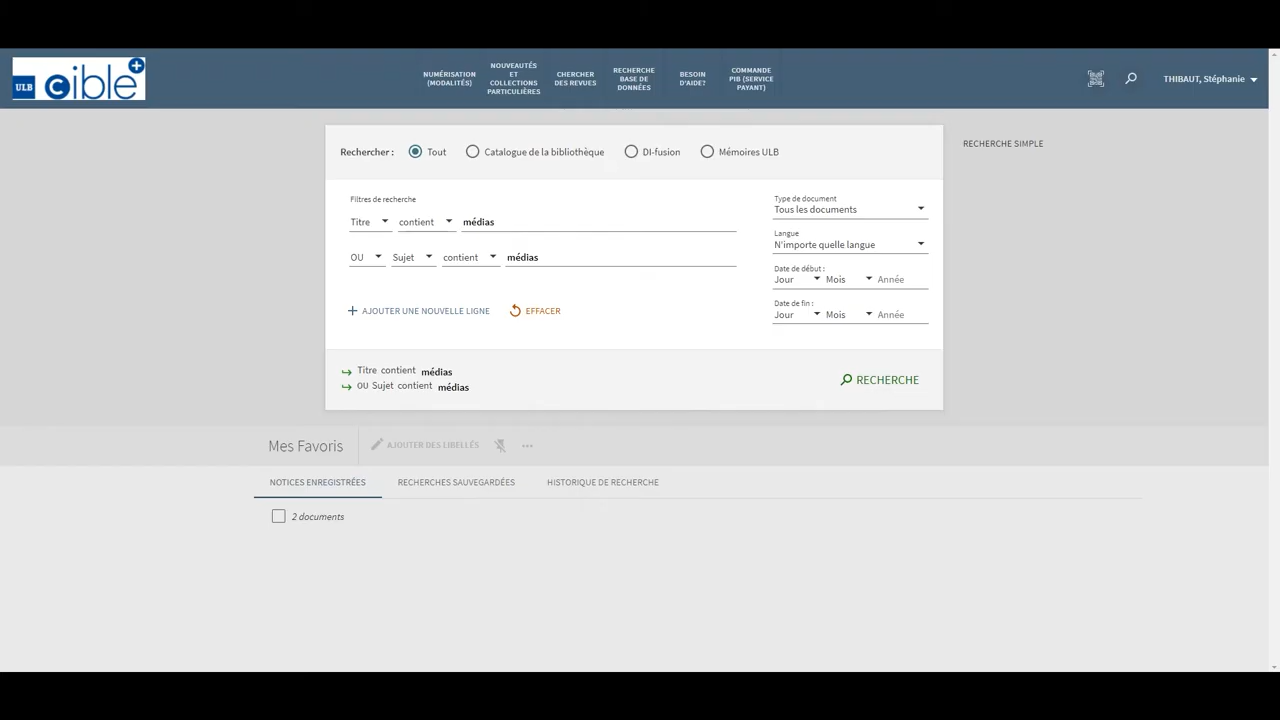 ULB cible+
NUMÉRISATION (MODALITÉS)
NOUVEAUTÉS ET COLLECTIONS PARTICULIÈRES
CHERCHER DES REVUES
RECHERCHE BASE DE DONNÉES
BESOIN D'AIDE?
COMMANDE PIB (SERVICE PAYANT)
THIBAUT, Stéphanie
Rechercher : Tout Catalogue de la bibliothèque DI-fusion Mémoires ULB
RECHERCHE SIMPLE
Filtres de recherche
Titre contient médias
OU Sujet contient médias
+ AJOUTER UNE NOUVELLE LIGNE EFFACER
Type de document
Tous les documents
Langue
N'importe quelle langue
Date de début :
Jour Mois Année
Date de fin :
Jour Mois Année
Titre contient médias
OU Sujet contient médias
RECHERCHE
Mes Favoris AJOUTER DES LIBELLÉS ...
NOTICES ENREGISTRÉES RECHERCHES SAUVEGARDÉES HISTORIQUE DE RECHERCHE
2 documents